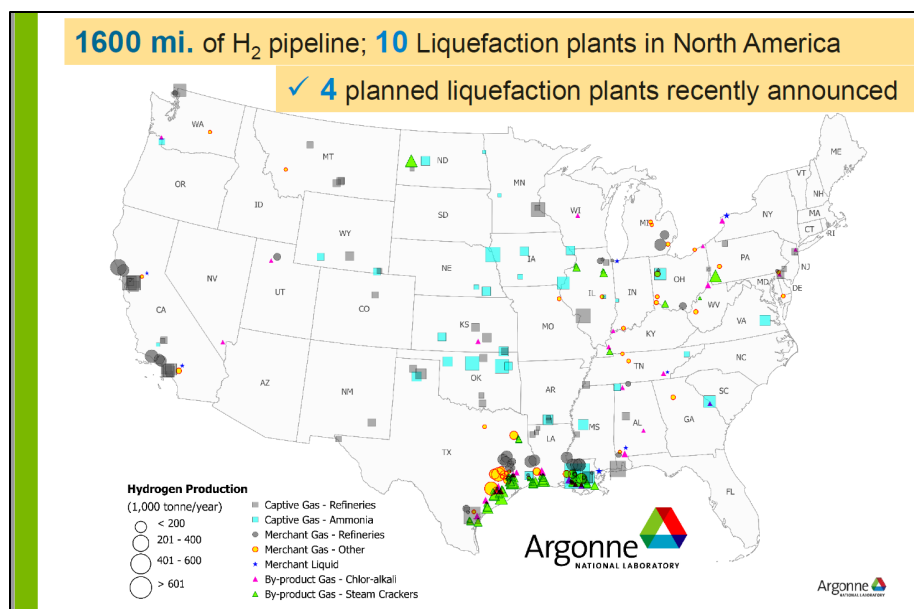 1600 mi. of H₂ pipeline; 10 Liquefaction plants in North America
✓ 4 planned liquefaction plants recently announced
WA
MT
ND
MN
ME
VT
NH
OR
ID
SD
WI
MI
NY
MA
CT
RI
WY
NE
IA
PA
NJ
NV
UT
CO
IL
IN
OH
MD
DE
CA
KS
MO
WV
KY
VA
AZ
NM
OK
AR
TN
NC
SC
TX
LA
MS
AL
GA
FL
Hydrogen Production
(1,000 tonne/year)
< 200
201 - 400
401 - 600
> 601
Captive Gas - Refineries
Captive Gas - Ammonia
Merchant Gas - Refineries
Merchant Gas - Other
Merchant Liquid
By-product Gas - Chlor-alkali
By-product Gas - Steam Crackers
Argonne
NATIONAL LABORATORY
Argonne
NATIONAL LABORATORY